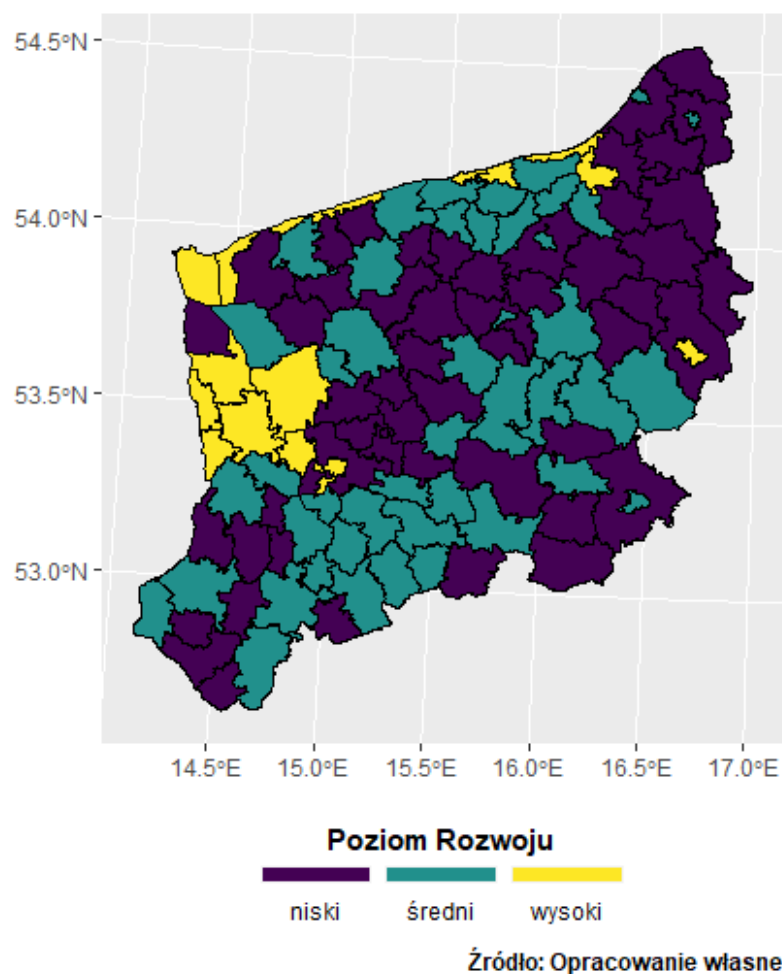 54.5°N
54.0°N
53.5°N
53.0°N
14.5°E 15.0°E 15.5°E 16.0°E 16.5°E 17.0°E
Poziom Rozwoju
niski średni wysoki
Źródło: Opracowanie własne